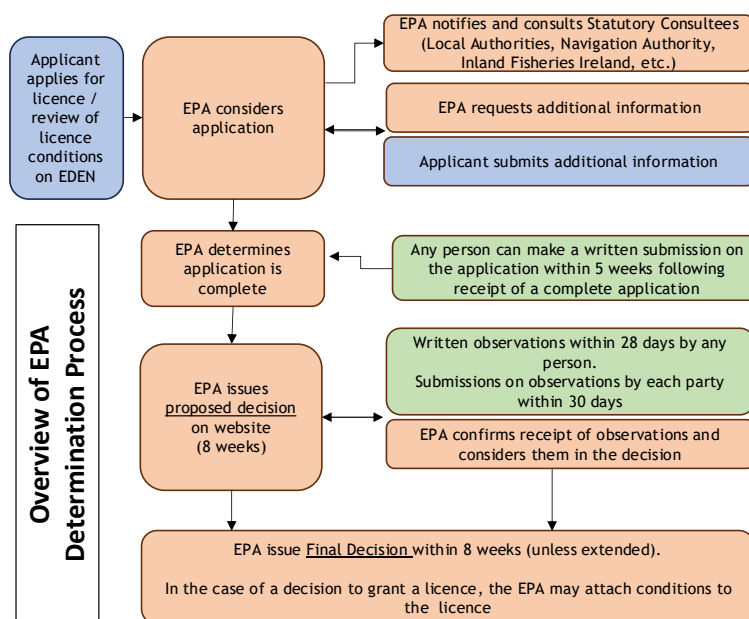 Applicant
applies for
licence /
review of
licence
conditions
on EDEN
EPA considers
application
EPA notifies and consults Statutory Consultees
(Local Authorities, Navigation Authority,
Inland Fisheries Ireland, etc.)
EPA requests additional information
Applicant submits additional information
Overview of EPA
Determination Process
EPA determines
application is
complete
Any person can make a written submission on
the application within 5 weeks following
receipt of a complete application
EPA issues
proposed decision
on website
(8 weeks)
Written observations within 28 days by any
person.
Submissions on observations by each party
within 30 days
EPA confirms receipt of observations and
considers them in the decision
EPA issue Final Decision within 8 weeks (unless extended).
In the case of a decision to grant a licence, the EPA may attach conditions to
the licence